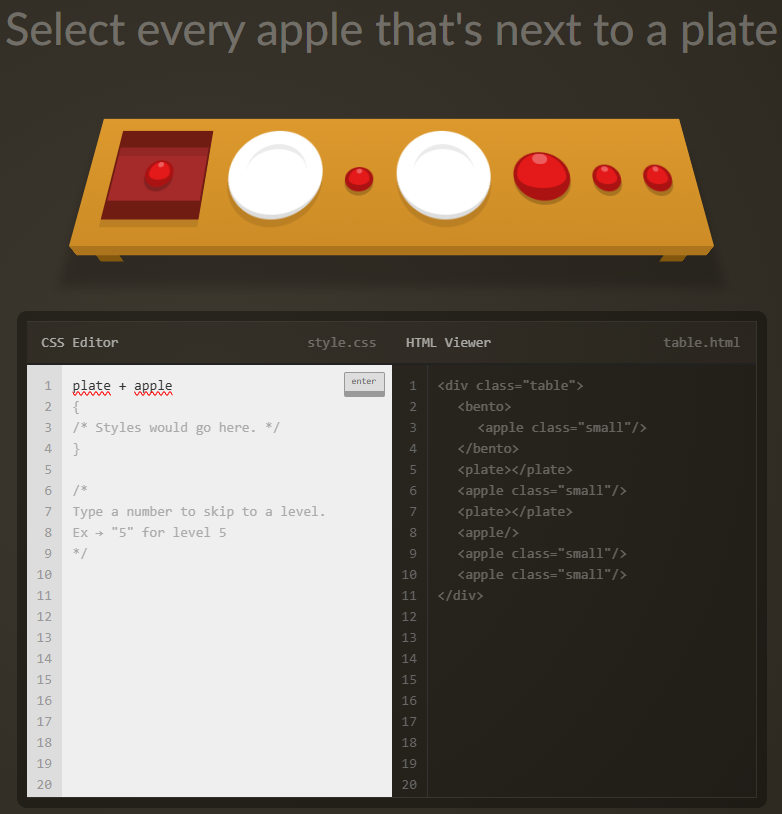 Select every apple that's next to a plate
CSS Editor style.css HTML Viewer table.html
1 plate + apple enter
2 {
3 /* Styles would go here. */
4 }
5
6 /*
7 Type a number to skip to a level.
8 Ex → "5" for level 5
9 */
10
11
12
13
14
15
16
17
18
19
20
1 <div class="table">
2 <bento>
3 <apple class="small"/>
4 </bento>
5 <plate></plate>
6 <apple class="small"/>
7 <plate></plate>
8 <apple/>
9 <apple class="small"/>
10 <apple class="small"/>
11 </div>
12
13
14
15
16
17
18
19
20